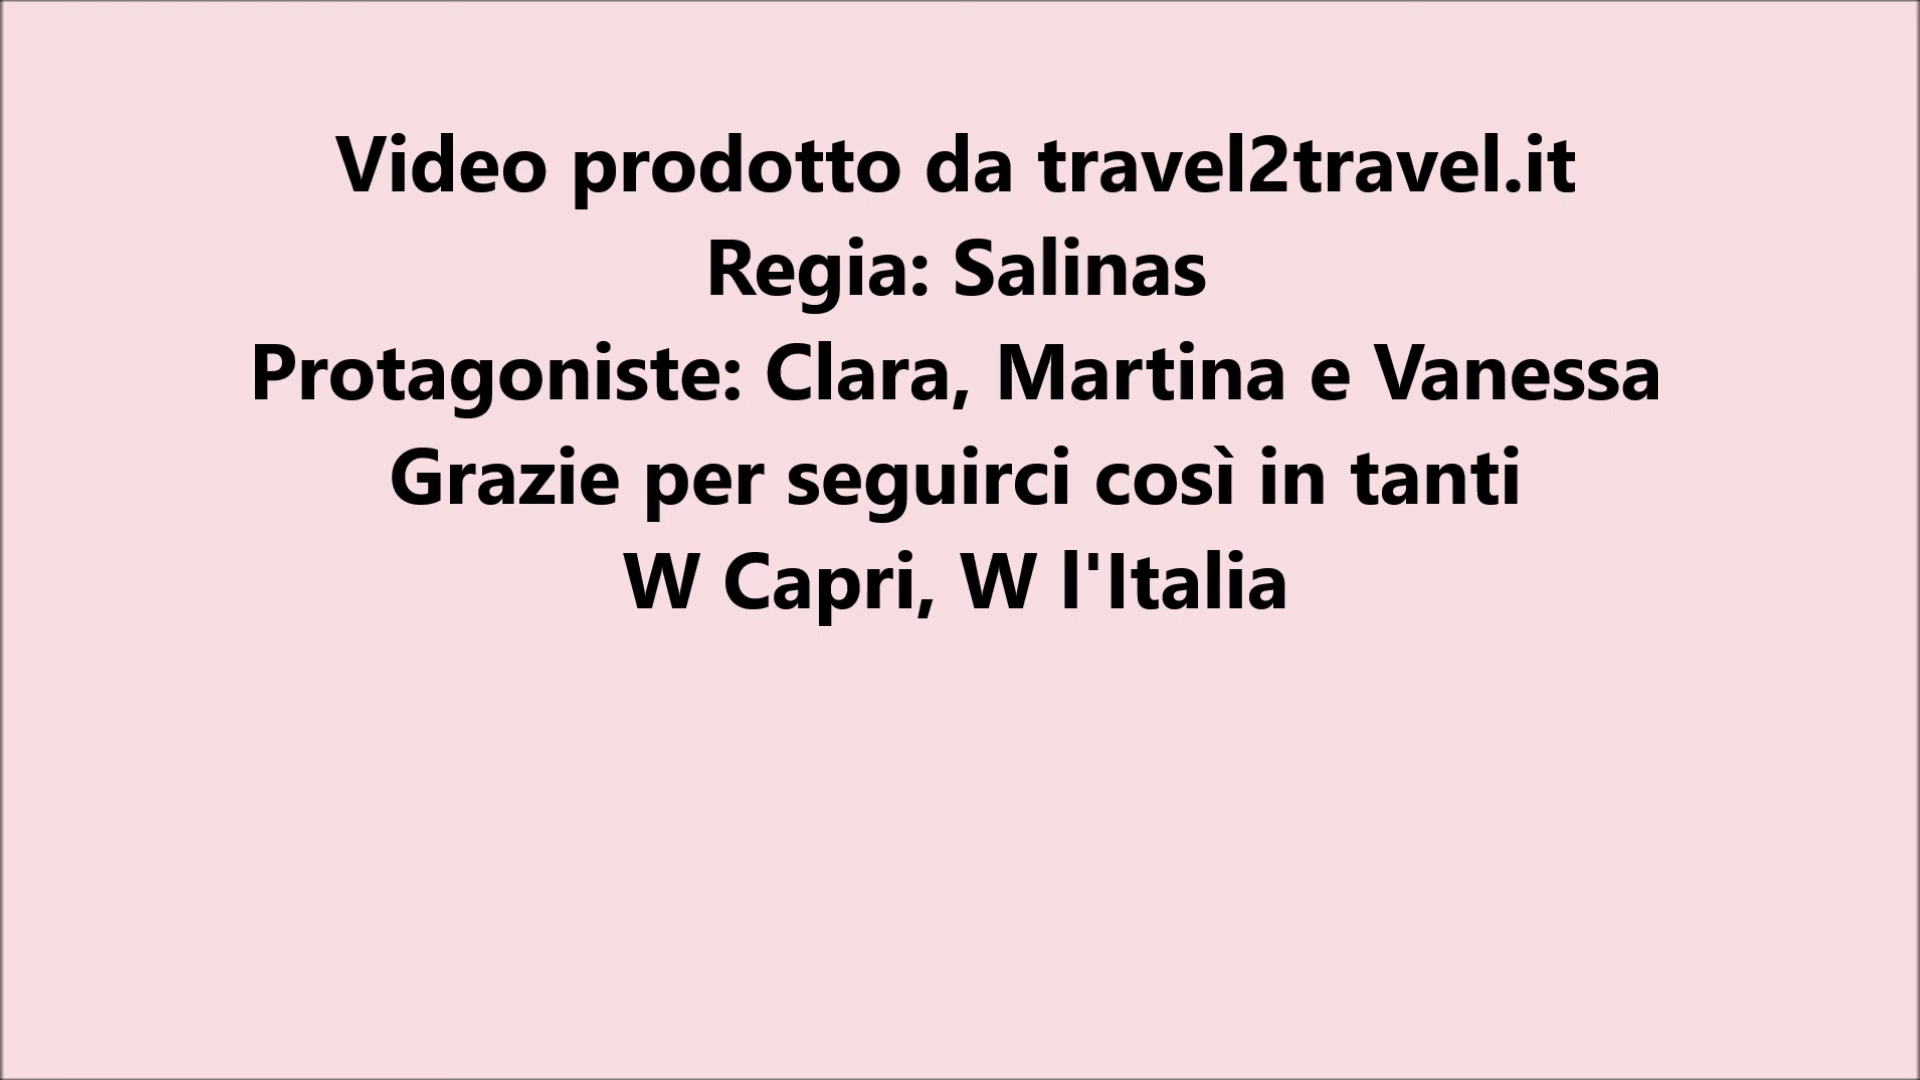 Video prodotto da travel2travel.it
Regia: Salinas
Protagoniste: Clara, Martina e Vanessa
Grazie per seguirci così in tanti
W Capri, W l'Italia